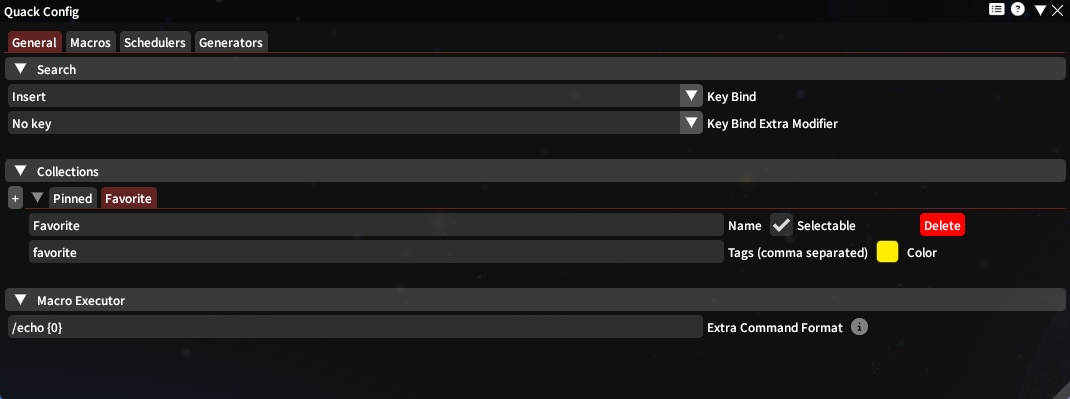 Quack Config
General Macros Schedulers Generators
Search
Insert Key Bind
No key Key Bind Extra Modifier
Collections
+ Pinned Favorite
Favorite Name Selectable Delete
favorite Tags (comma separated) Color
Macro Executor
/echo {0} Extra Command Format